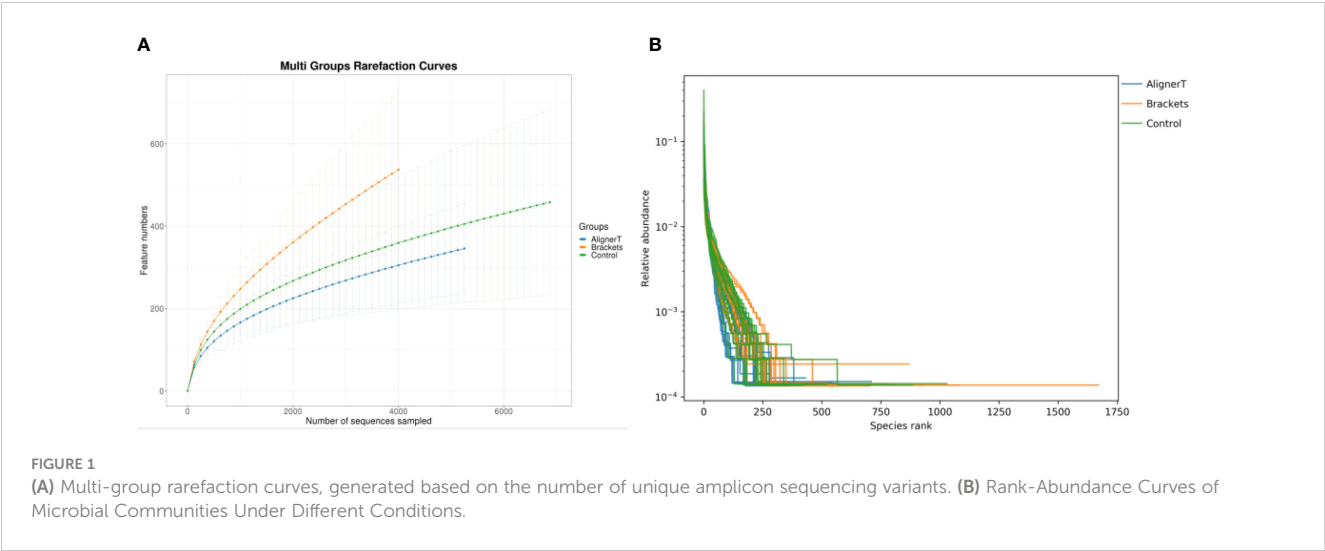 A
Multi Groups Rarefaction Curves
Feature numbers
600
400
200
0
0 2000 4000 6000
Number of sequences sampled
Groups
AlignerT
Brackets
Control
B
Relative abundance
10⁻¹
10⁻²
10⁻³
10⁻⁴
0 250 500 750 1000 1250 1500 1750
Species rank
AlignerT
Brackets
Control
FIGURE 1
(A) Multi-group rarefaction curves, generated based on the number of unique amplicon sequencing variants. (B) Rank-Abundance Curves of
Microbial Communities Under Different Conditions.